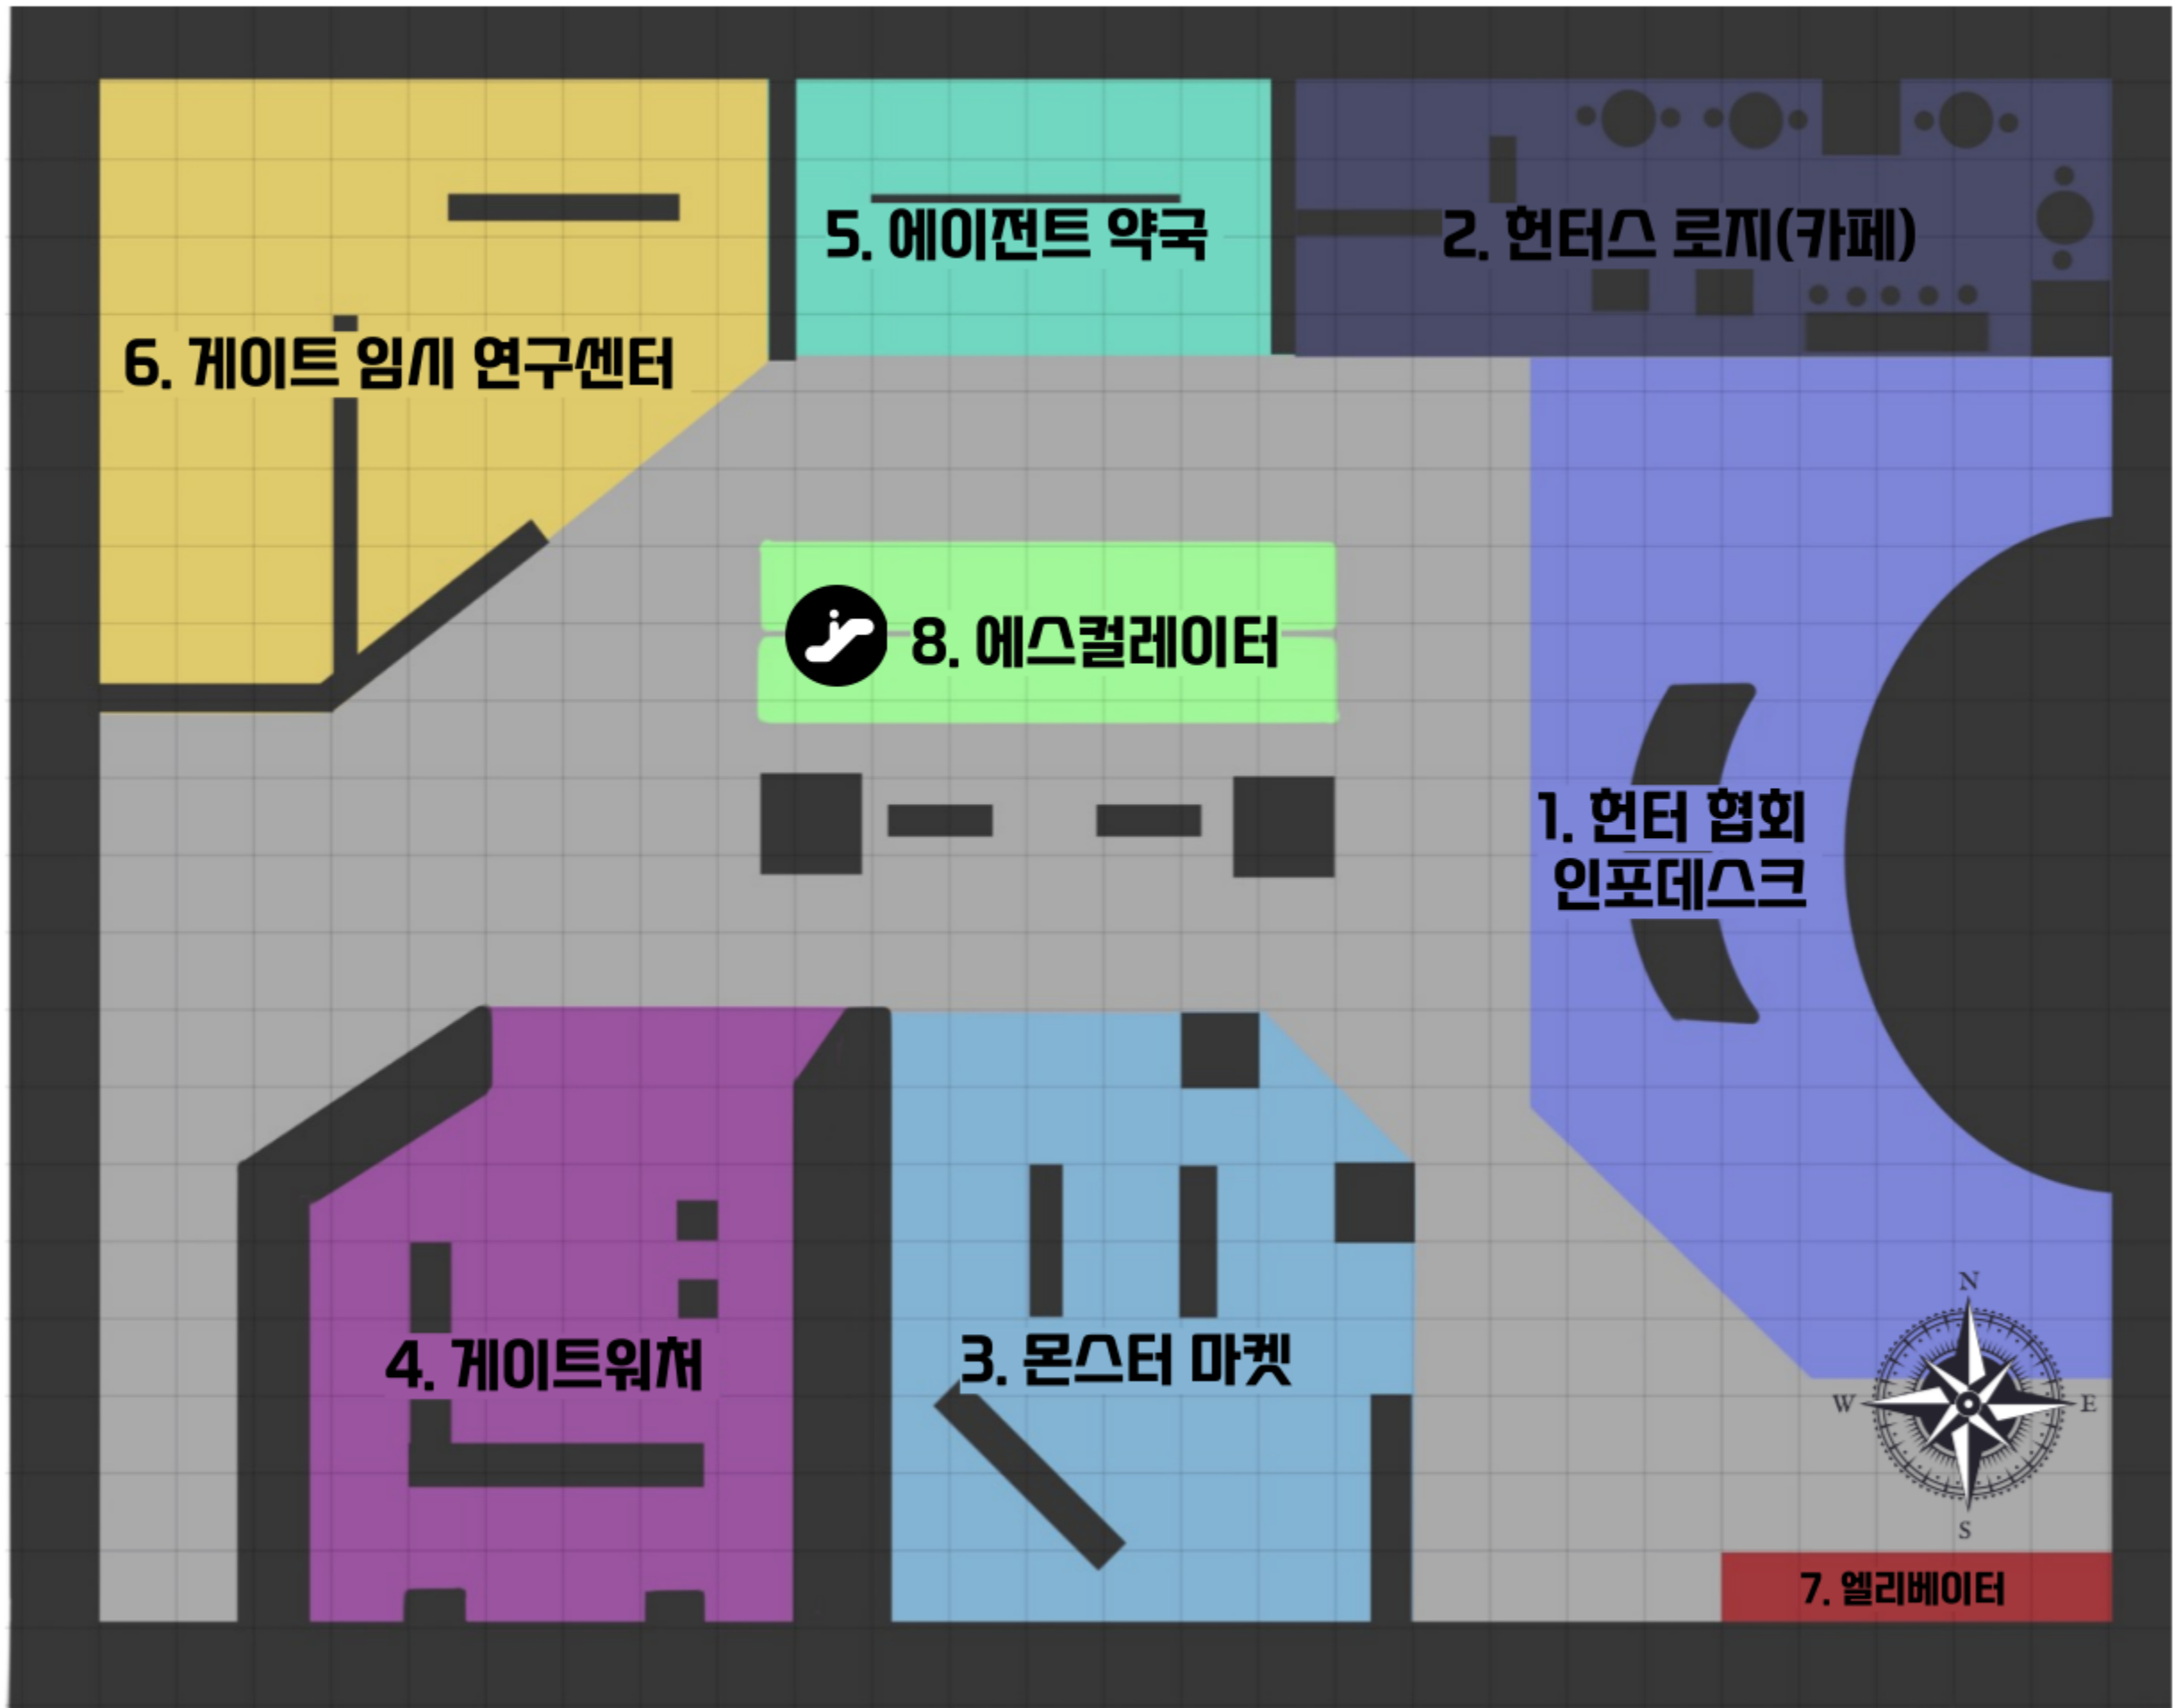 5. 에이전트 약국
2. 헌터스 로지(카페)
6. 게이트 임시 연구센터
8. 에스컬레이터
1. 헌터 협회
인포데스크
4. 게이트워처
3. 몬스터 마켓
N
W
E
S
7. 엘리베이터